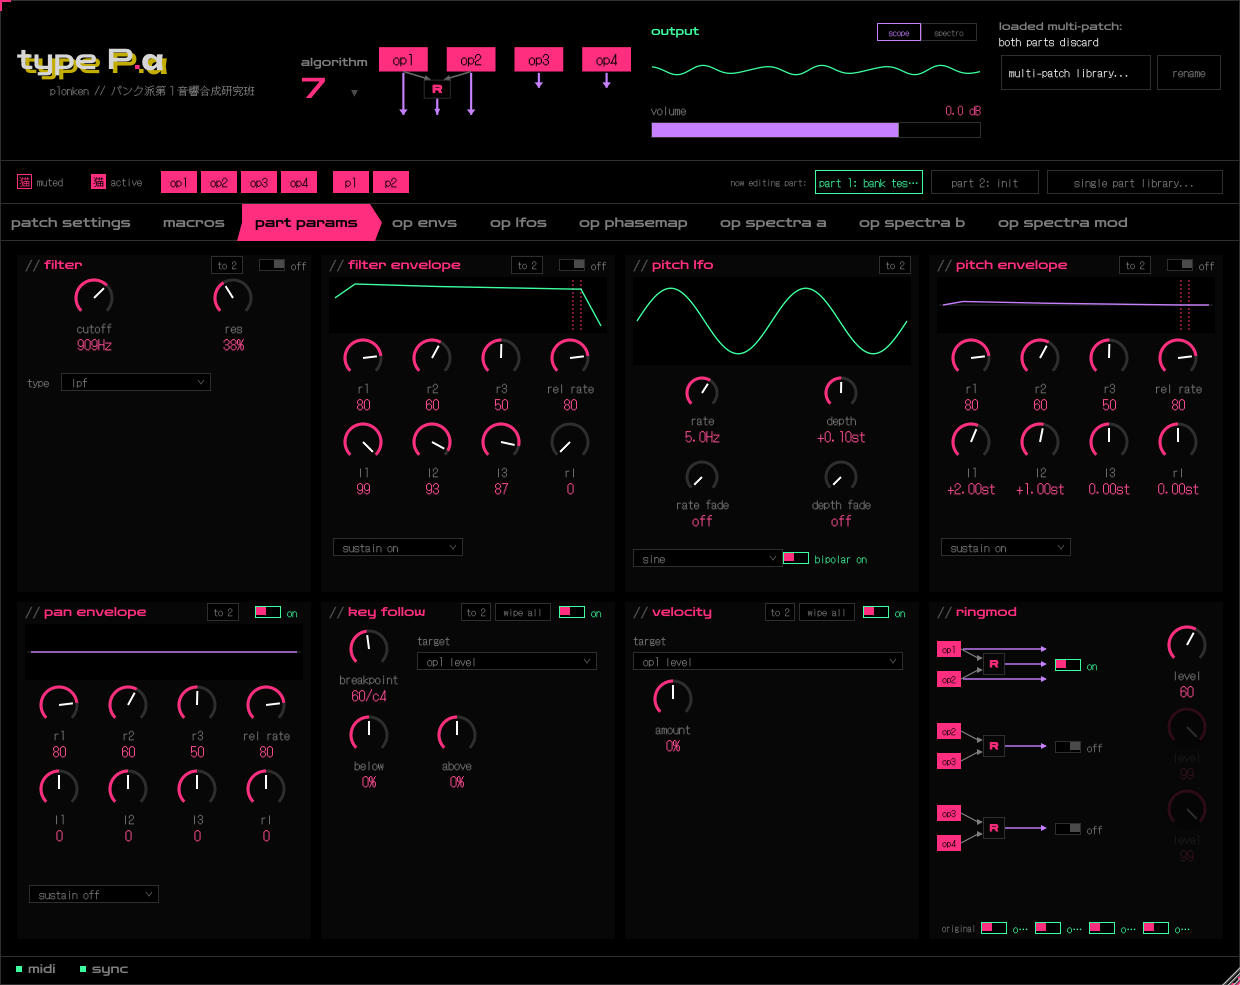 type P.a
plonken // パンク派第1音響合成研究班
algorithm
7
op1 op2 op3 op4
R
output
scope spectro
volume 0.0 dB
loaded multi-patch:
both parts discard
multi-patch library... rename
猫 muted 猫 active op1 op2 op3 op4 p1 p2
now editing part: part 1: bank tes… part 2: init single part library...
patch settings macros part params op envs op lfos op phasemap op spectra a op spectra b op spectra mod
// filter to 2 off
cutoff res
909Hz 38%
type lpf
// filter envelope to 2 off
r1 r2 r3 rel rate
80 60 50 80
l1 l2 l3 rl
99 93 87 0
sustain on
// pitch lfo to 2
rate depth
5.0Hz +0.10st
rate fade depth fade
off off
sine bipolar on
// pitch envelope to 2 off
r1 r2 r3 rel rate
80 60 50 80
l1 l2 l3 rl
+2.00st +1.00st 0.00st 0.00st
sustain on
// pan envelope to 2 on
r1 r2 r3 rel rate
80 60 50 80
l1 l2 l3 rl
0 0 0 0
sustain off
// key follow to 2 wipe all on
target
op1 level
breakpoint
60/c4
below above
0% 0%
// velocity to 2 wipe all on
target
op1 level
amount
0%
// ringmod
op1 R op2 on
level
60
op2 R op3 off
level
99
op3 R op4 off
level
99
original o… o… o… o…
midi sync